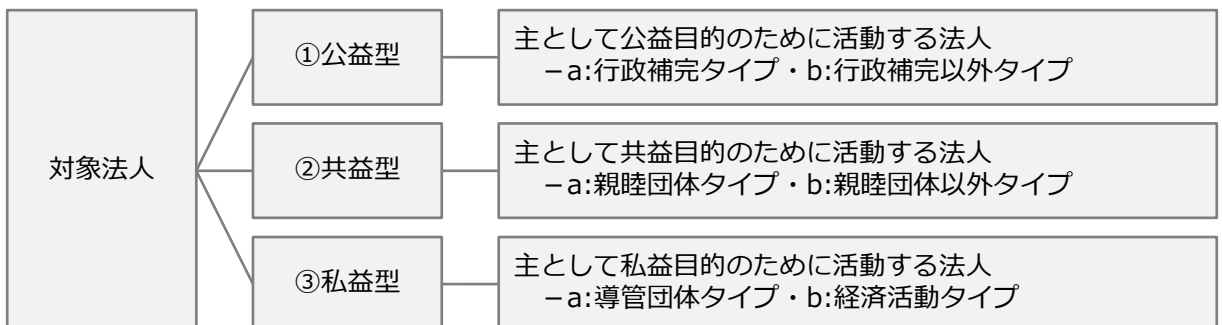 対象法人
①公益型
主として公益目的のために活動する法人
－a:行政補完タイプ・b:行政補完以外タイプ
②共益型
主として共益目的のために活動する法人
－a:親睦団体タイプ・b:親睦団体以外タイプ
③私益型
主として私益目的のために活動する法人
－a:導管団体タイプ・b:経済活動タイプ